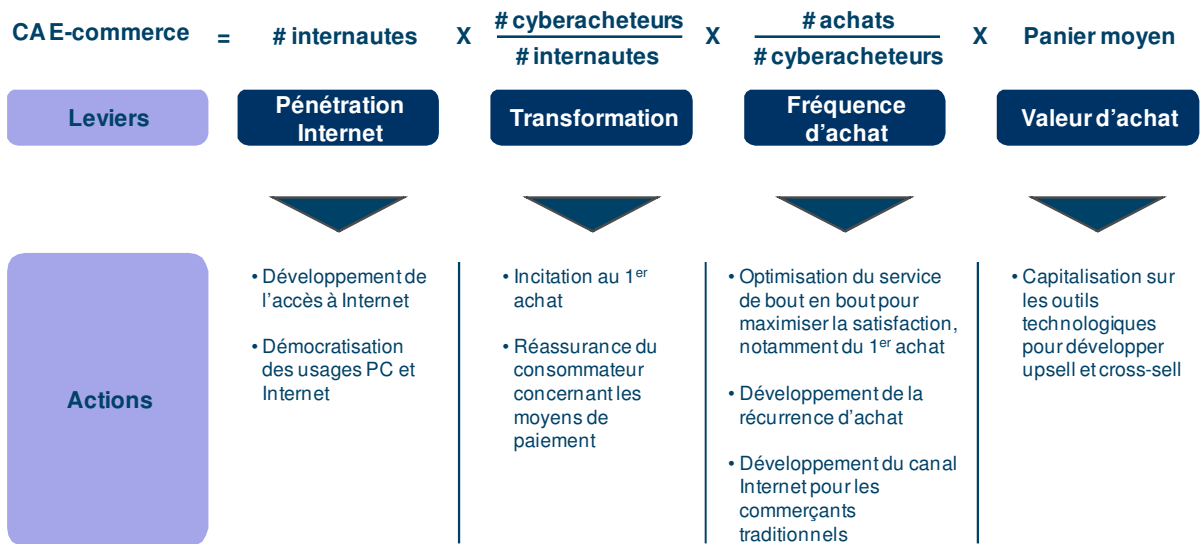 CA E-commerce = # internautes X # cyberacheteurs / # internautes X # achats / # cyberacheteurs X Panier moyen
Leviers
Pénétration
Internet
Transformation
Fréquence
d'achat
Valeur d'achat
Actions
• Développement de
l'accès à Internet
• Démocratisation
des usages PC et
Internet
• Incitation au 1er
achat
• Réassurance du
consommateur
concernant les
moyens de
paiement
• Optimisation du service
de bout en bout pour
maximiser la satisfaction,
notamment du 1er achat
• Développement de la
récurrence d'achat
• Développement du canal
Internet pour les
commerçants
traditionnels
• Capitalisation sur
les outils
technologiques
pour développer
upsell et cross-sell